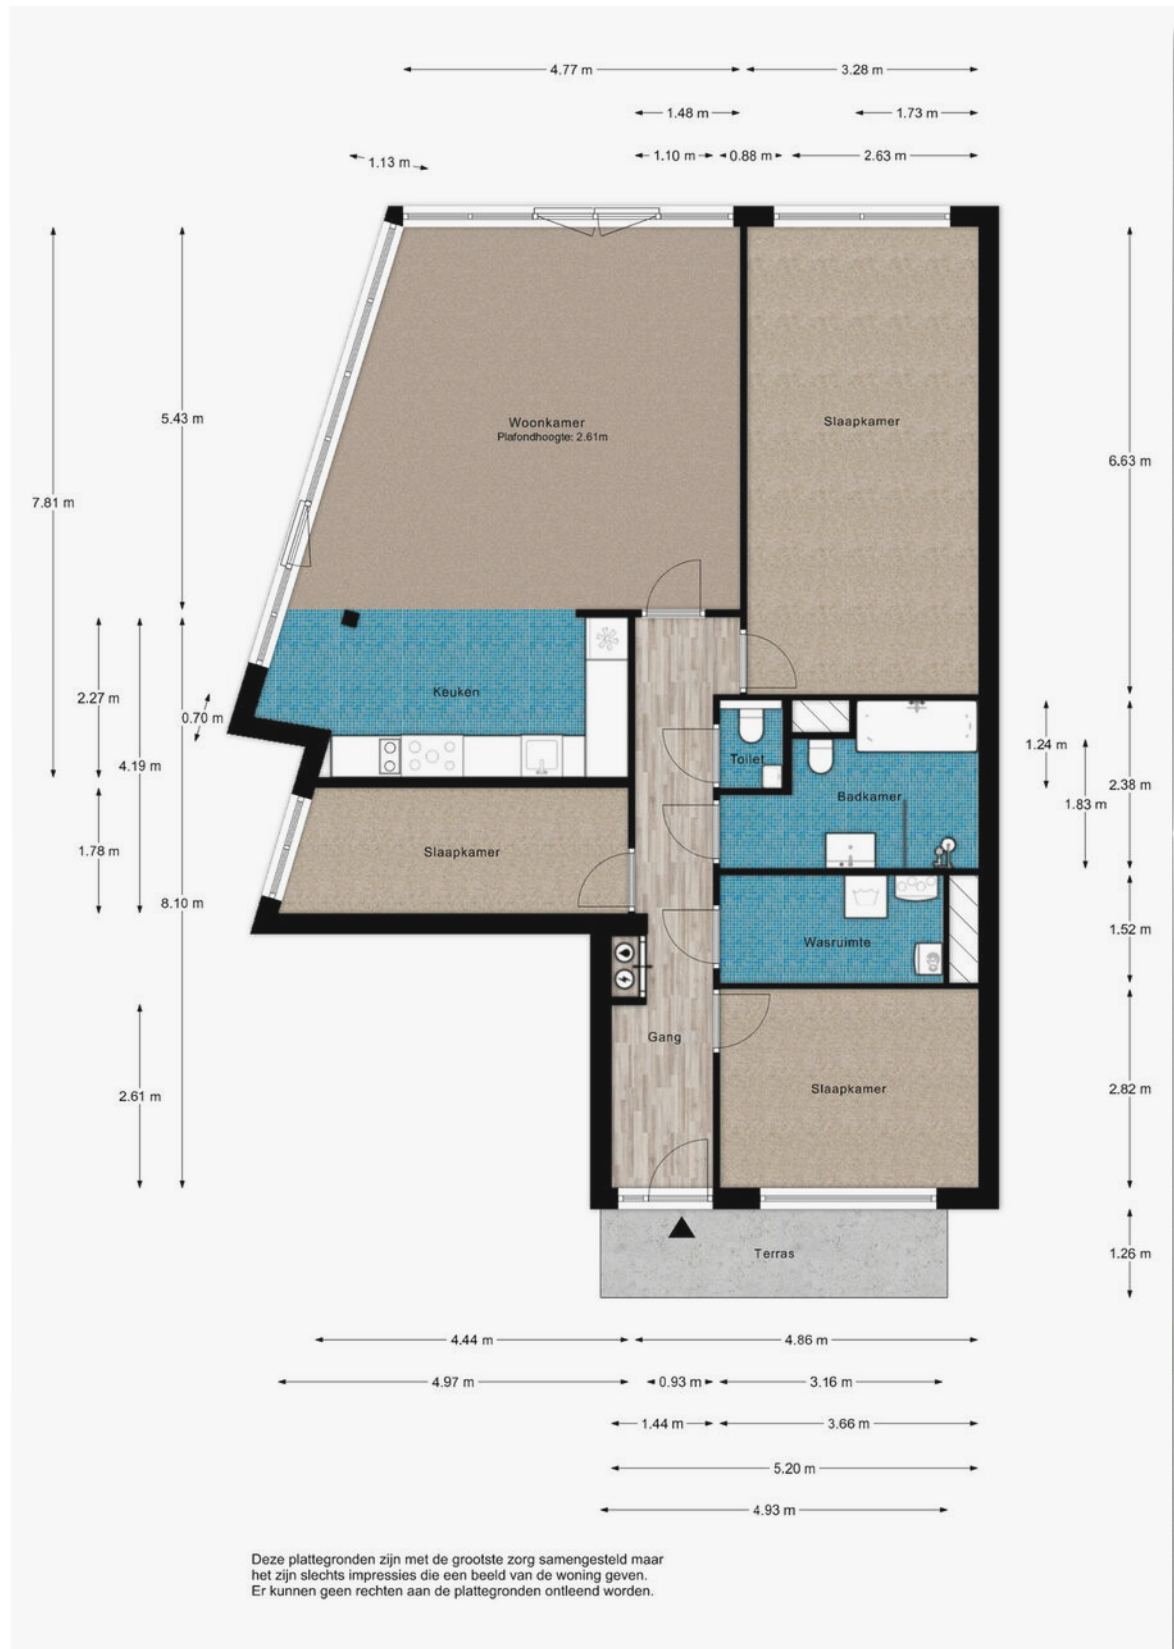 4.77 m
3.28 m
1.48 m
1.73 m
1.13 m
1.10 m
0.88 m
2.63 m
5.43 m
Woonkamer
Plafondhoogte: 2.61m
Slaapkamer
6.63 m
7.81 m
2.27 m
Keuken
0.70 m
4.19 m
Toilet
1.24 m
2.38 m
1.83 m
Badkamer
1.78 m
Slaapkamer
8.10 m
Wasruimte
1.52 m
Gang
2.61 m
Slaapkamer
2.82 m
Terras
1.26 m
4.44 m
4.86 m
4.97 m
0.93 m
3.16 m
1.44 m
3.66 m
5.20 m
4.93 m
Deze plattegronden zijn met de grootste zorg samengesteld maar
het zijn slechts impressies die een beeld van de woning geven.
Er kunnen geen rechten aan de plattegronden ontleend worden.